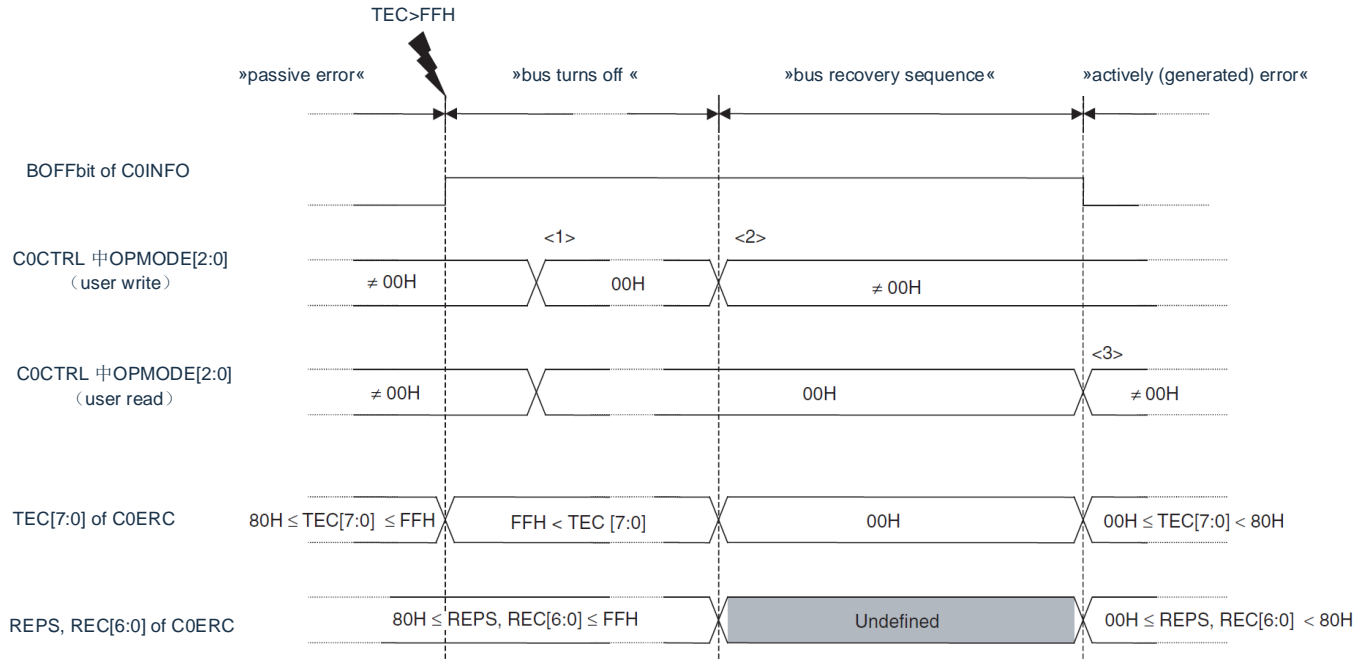 TEC>FFH
»passive error« »bus turns off « »bus recovery sequence« »actively (generated) error«
BOFFbit of C0INFO
<1> <2>
C0CTRL 中OPMODE[2:0]
（user write）
≠ 00H 00H ≠ 00H
<3>
C0CTRL 中OPMODE[2:0]
（user read）
≠ 00H 00H ≠ 00H
TEC[7:0] of C0ERC 80H ≤ TEC[7:0] ≤ FFH FFH < TEC [7:0] 00H 00H ≤ TEC[7:0] < 80H
REPS, REC[6:0] of C0ERC 80H ≤ REPS, REC[6:0] ≤ FFH Undefined 00H ≤ REPS, REC[6:0] < 80H